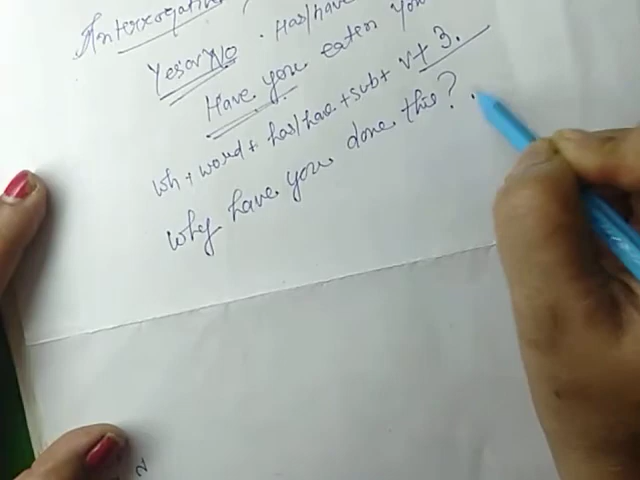 Interrogative
Yes or No . Has/have
Have you eaten you
wh + word + has/have + sub + v + 3.
Why have you done this? .